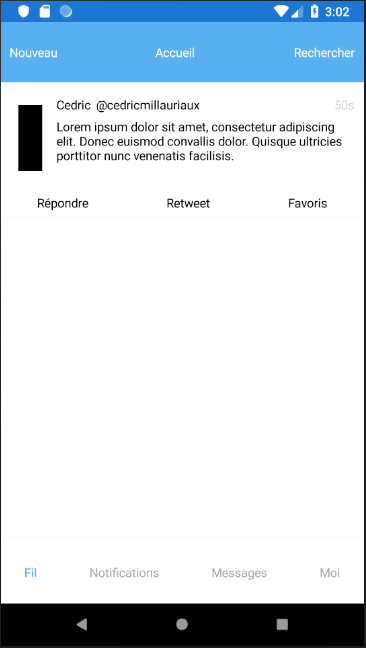 3:02
Nouveau Accueil Rechercher
Cedric @cedricmillauriaux 50s
Lorem ipsum dolor sit amet, consectetur adipiscing
elit. Donec euismod convallis dolor. Quisque ultricies
porttitor nunc venenatis facilisis.
Répondre Retweet Favoris
Fil Notifications Messages Moi